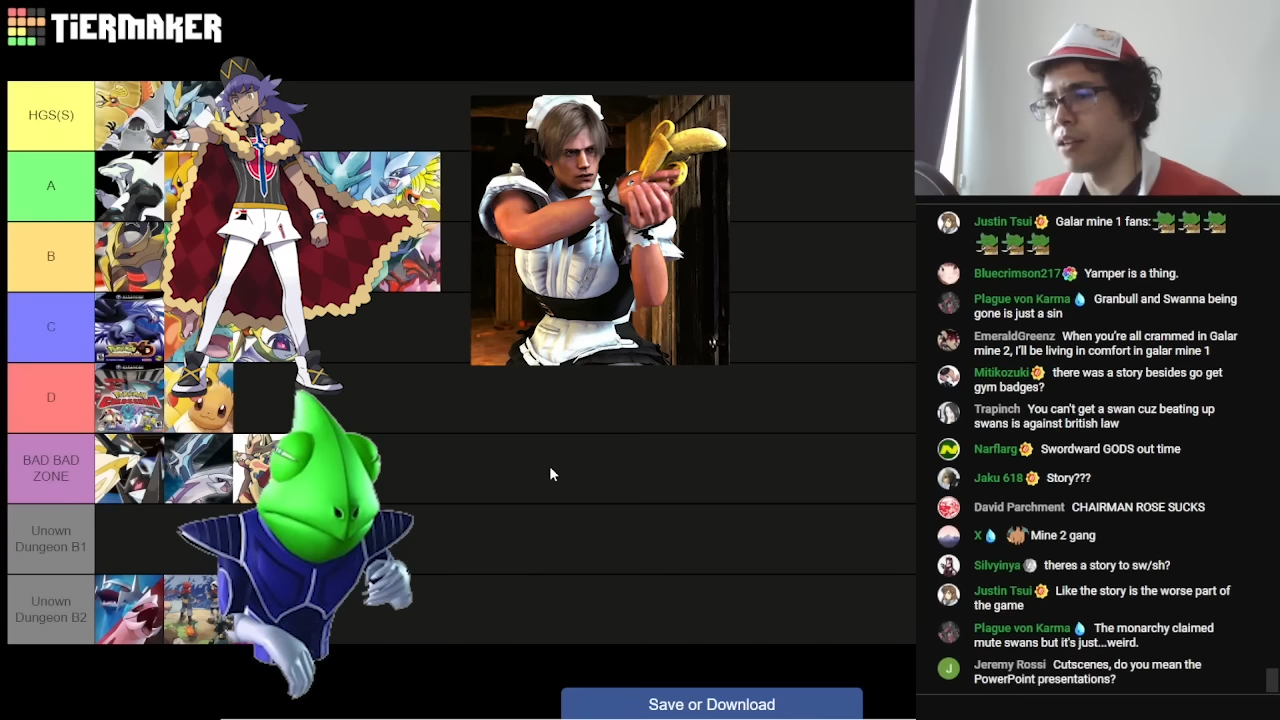 TiERMAKER
HGS(S)
A
B
C
D
BAD BAD
ZONE
Unown
Dungeon B1
Unown
Dungeon B2
Save or Download
Justin Tsui Galar mine 1 fans:
Bluecrimson217 Yamper is a thing.
Plague von Karma Granbull and Swanna being
gone is just a sin
EmeraldGreenz When you're all crammed in Galar
mine 2, I'll be living in comfort in galar mine 1
Mitikozuki there was a story besides go get
gym badges?
Trapinch You can't get a swan cuz beating up
swans is against british law
Narflarg Swordward GODS out time
Jaku 618 Story???
David Parchment CHAIRMAN ROSE SUCKS
X Mine 2 gang
Silvyinya theres a story to sw/sh?
Justin Tsui Like the story is the worse part of
the game
Plague von Karma The monarchy claimed
mute swans but it's just...weird.
J
Jeremy Rossi Cutscenes, do you mean the
PowerPoint presentations?